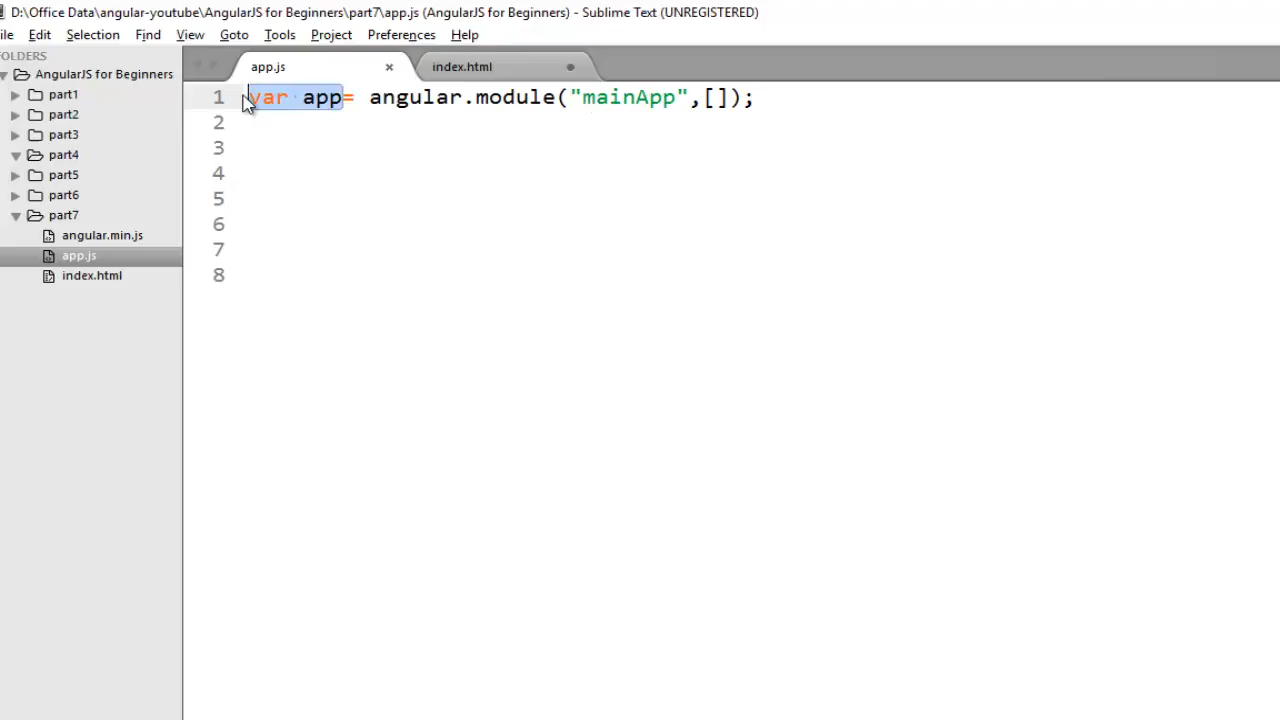 D:\Office Data\angular-youtube\AngularJS for Beginners\part7\app.js (AngularJS for Beginners) - Sublime Text (UNREGISTERED)
ile Edit Selection Find View Goto Tools Project Preferences Help
OLDERS
AngularJS for Beginners
part1
part2
part3
part4
part5
part6
part7
angular.min.js
app.js
index.html
app.js × index.html
1 var app= angular.module("mainApp",[]);
2
3
4
5
6
7
8